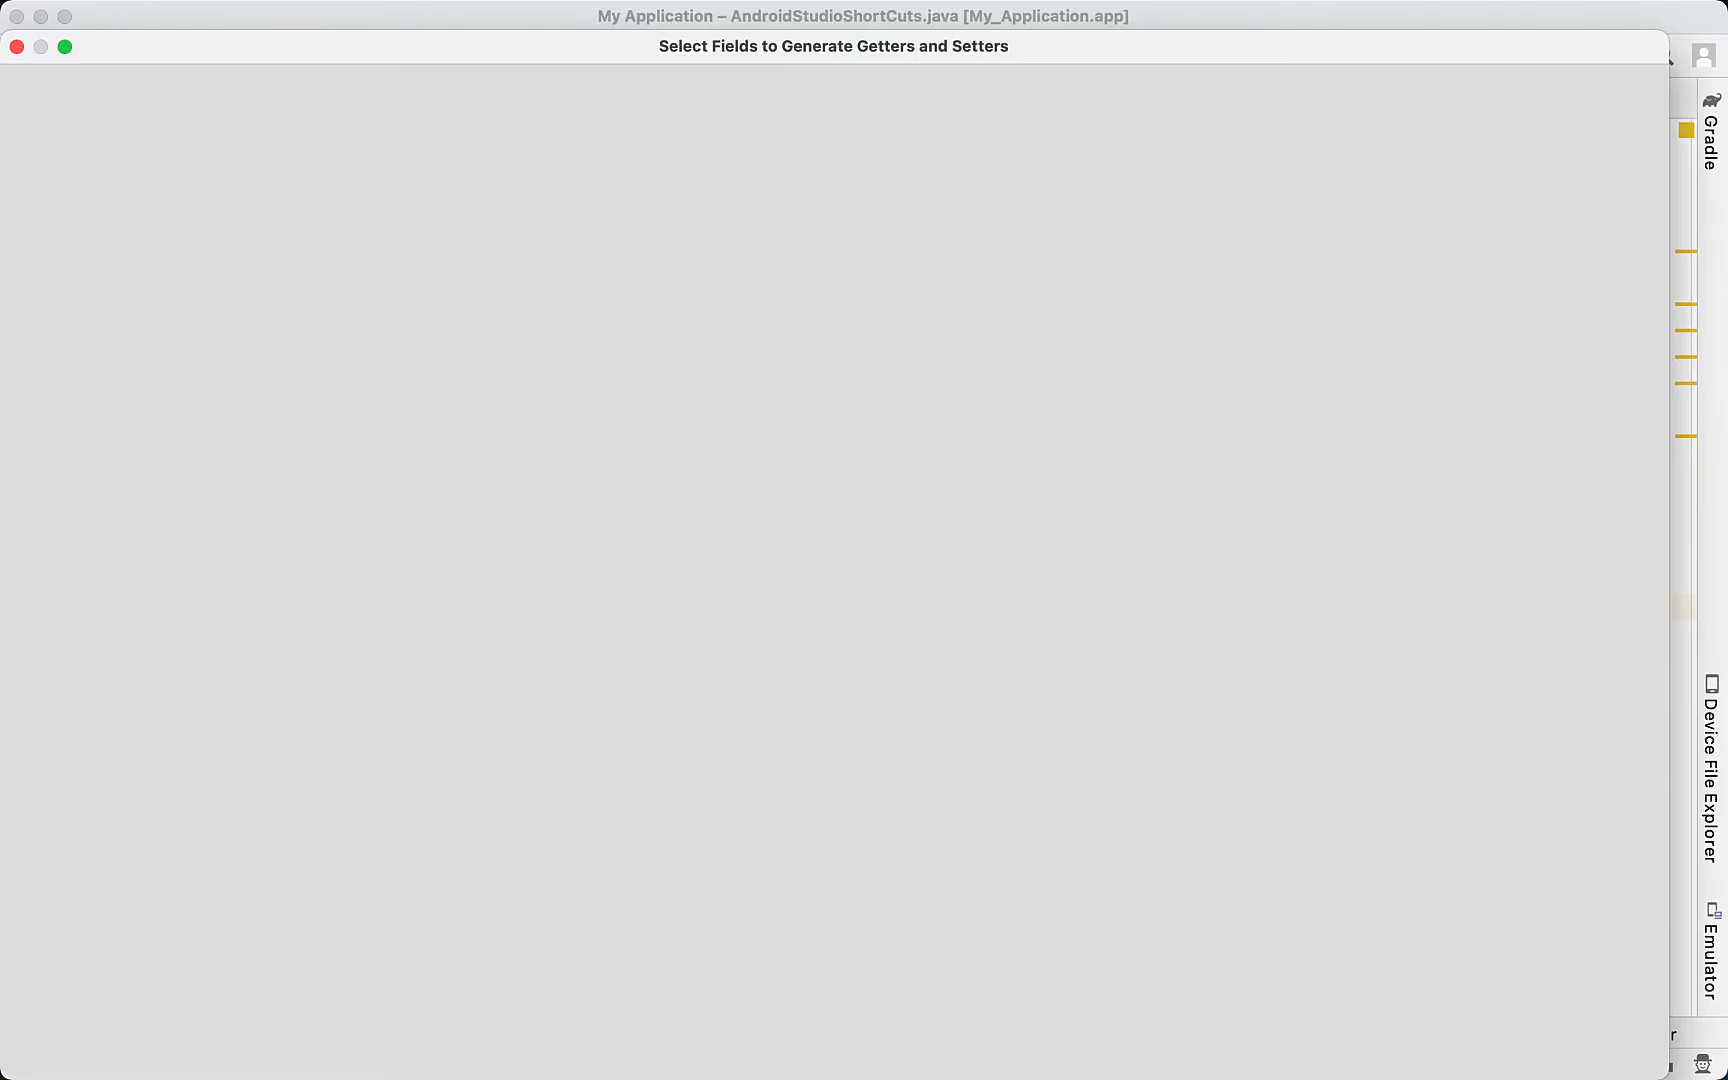 My Application – AndroidStudioShortCuts.java [My_Application.app]
Select Fields to Generate Getters and Setters
Gradle
Device File Explorer
Emulator
r